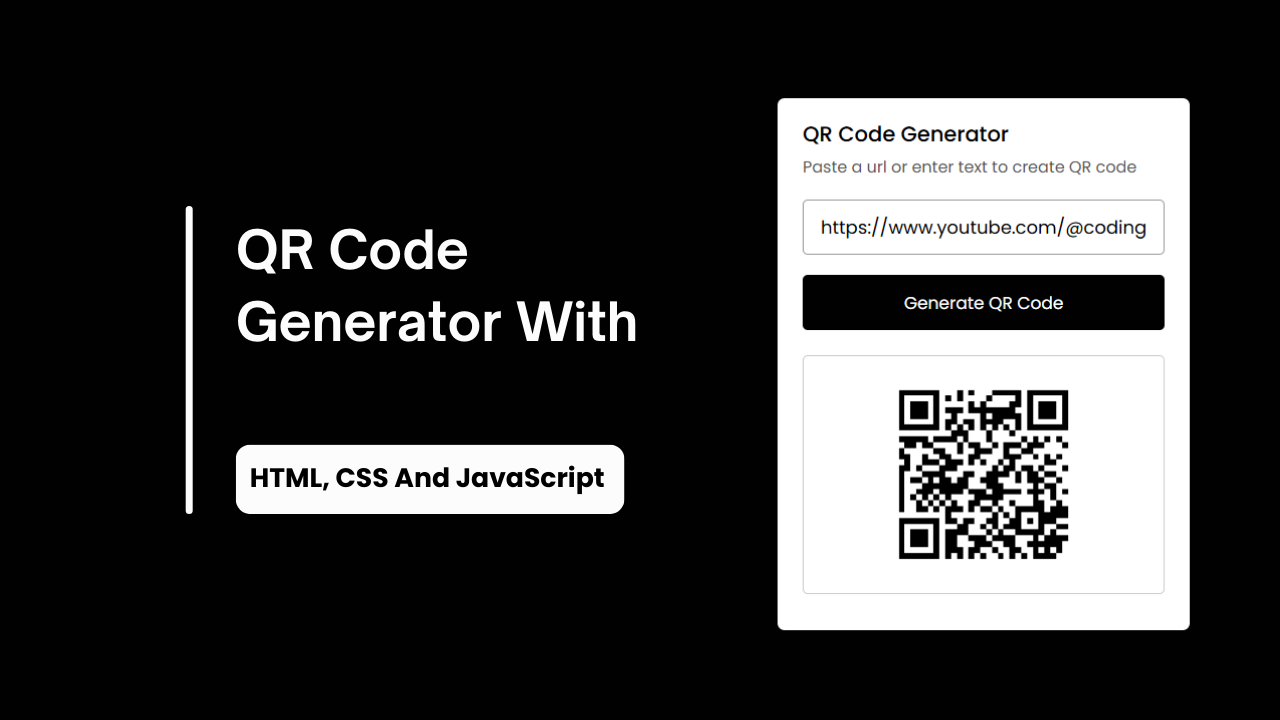 QR Code
Generator With
HTML, CSS And JavaScript
QR Code Generator
Paste a url or enter text to create QR code
https://www.youtube.com/@coding
Generate QR Code